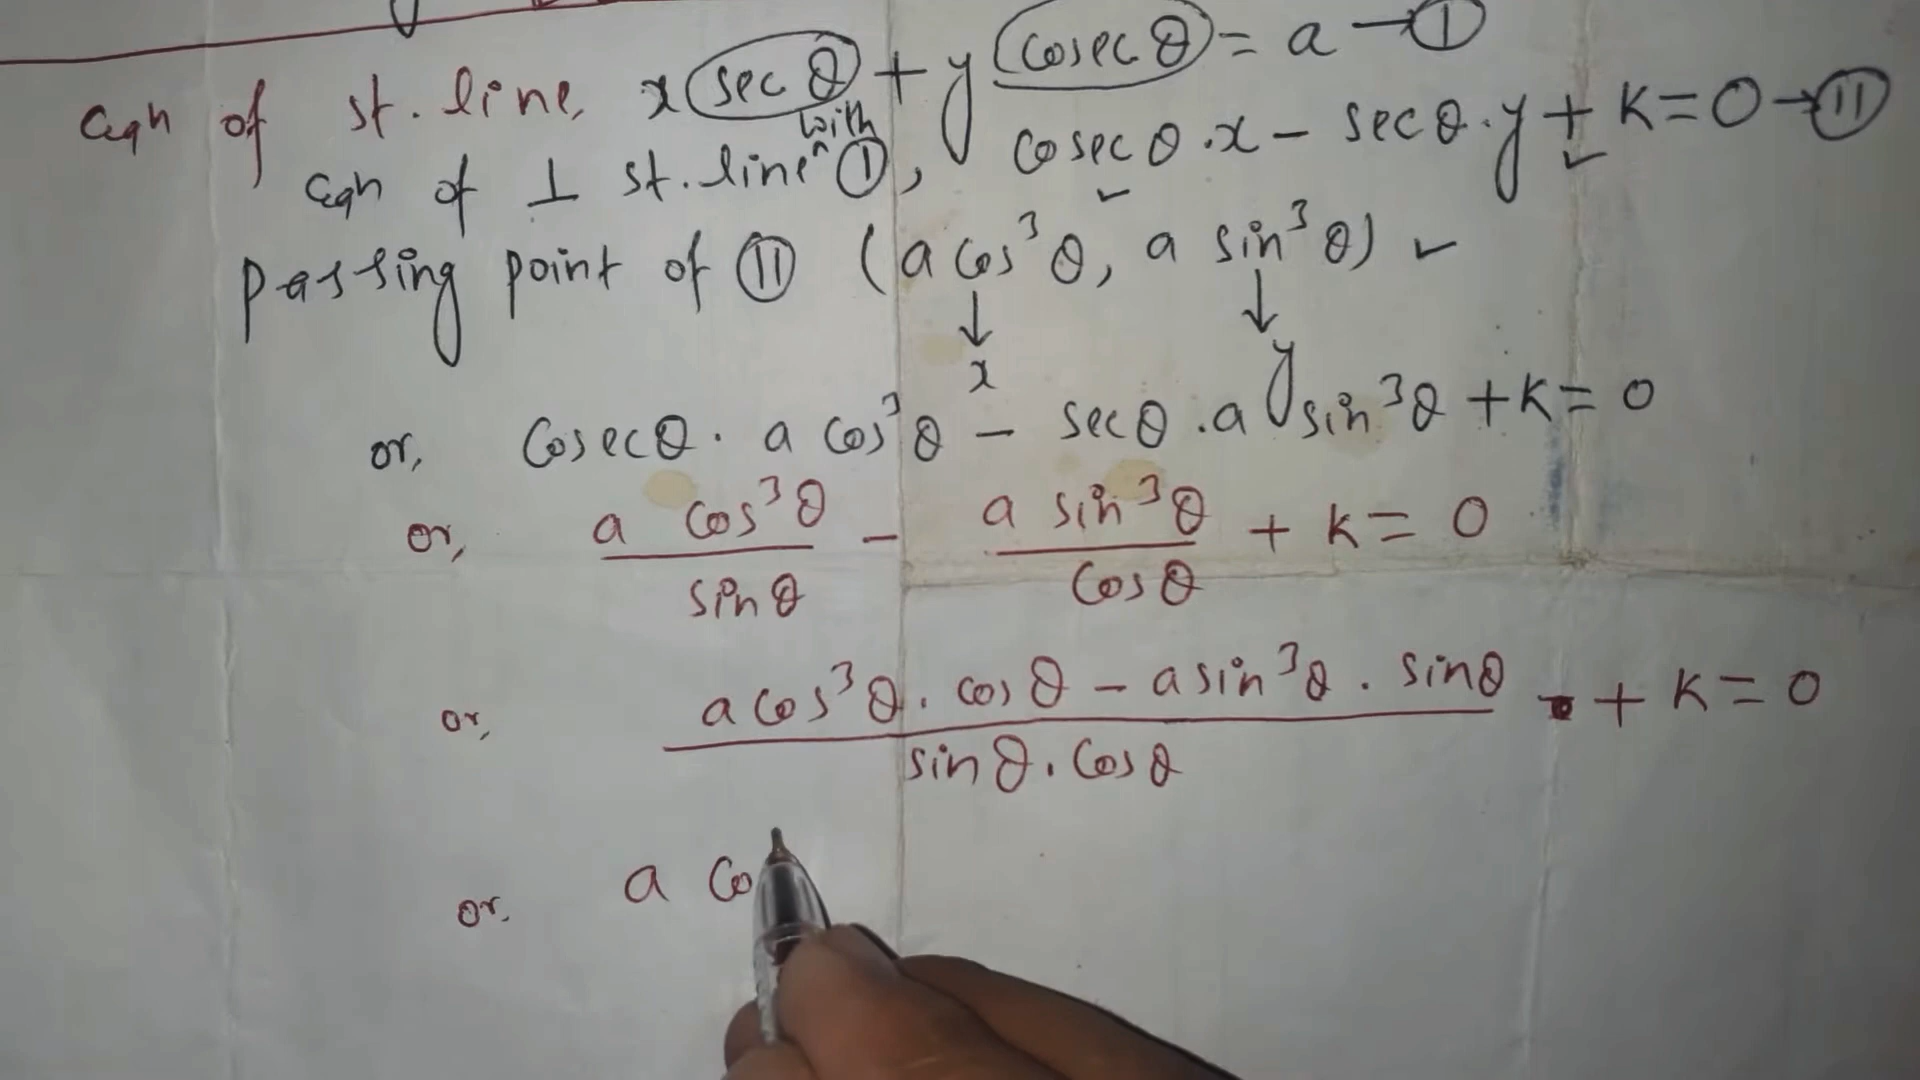 Eqn of st. line, x sec θ + y cosec θ = a → I
Eqn of ⊥ st. line with I, cosec θ . x − sec θ . y + K = 0 → II
passing point of II (a cos³ θ, a sin³ θ) ✓
↓ ↓
x y
or, cosec θ . a cos³ θ − sec θ . a sin³ θ + K = 0
or, a cos³ θ / sin θ − a sin³ θ / cos θ + K = 0
or, a cos³ θ . cos θ − a sin³ θ . sin θ / sin θ . cos θ + K = 0
or, a co